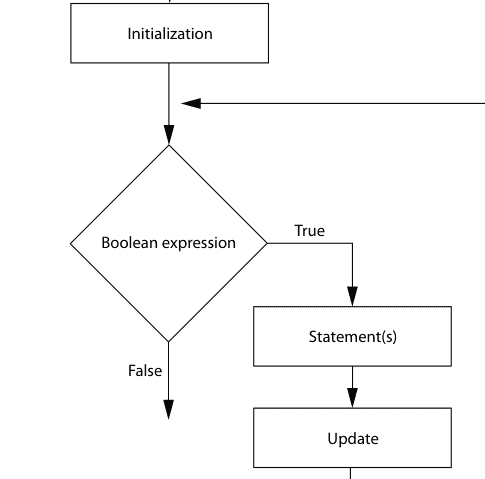 Initialization
Boolean expression
True
Statement(s)
False
Update